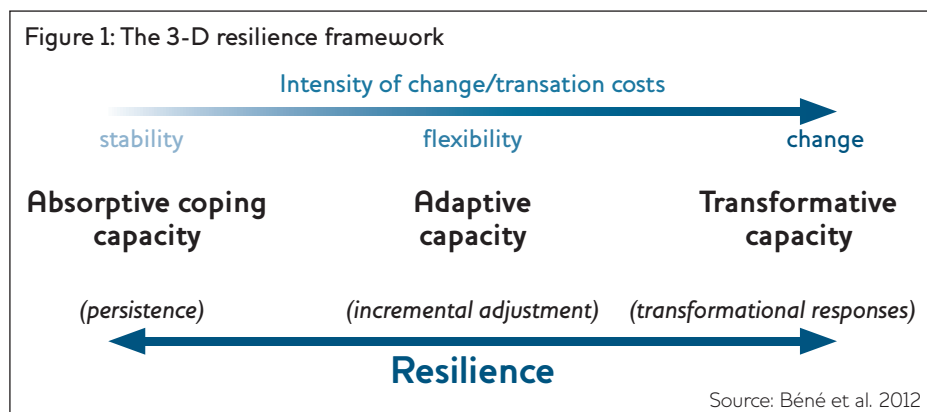 Figure 1: The 3-D resilience framework
Intensity of change/transation costs
stability flexibility change
Absorptive coping capacity
Adaptive capacity
Transformative capacity
(persistence) (incremental adjustment) (transformational responses)
Resilience
Source: Béné et al. 2012